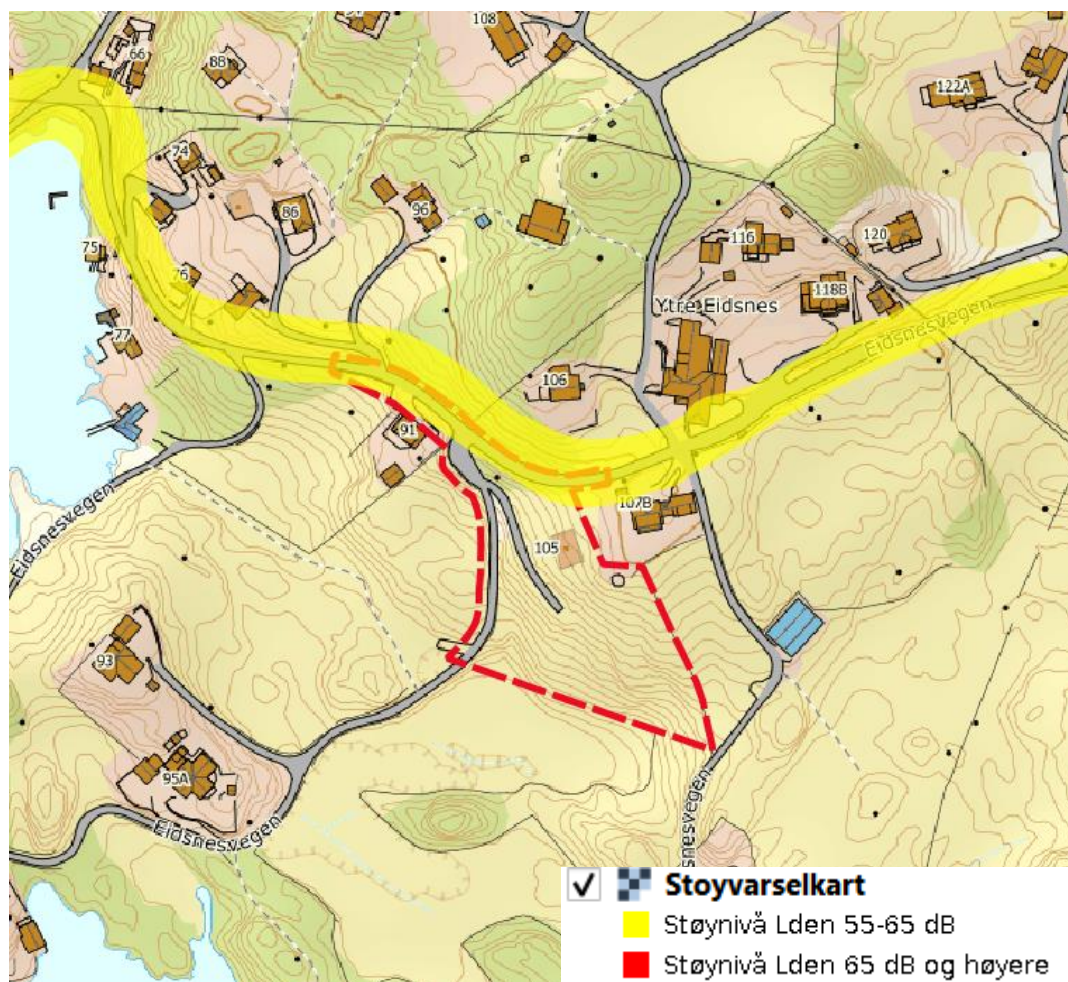 108
66
88
122A
74
86
96
116
120
75
76
118B
Ytre Eidsnes
Eidsnesvegen
77
106
91
107B
Eidsnesvegen
105
93
95A
Eidsnesvegen
snesvegen
Stoyvarselkart
Støynivå Lden 55-65 dB
Støynivå Lden 65 dB og høyere